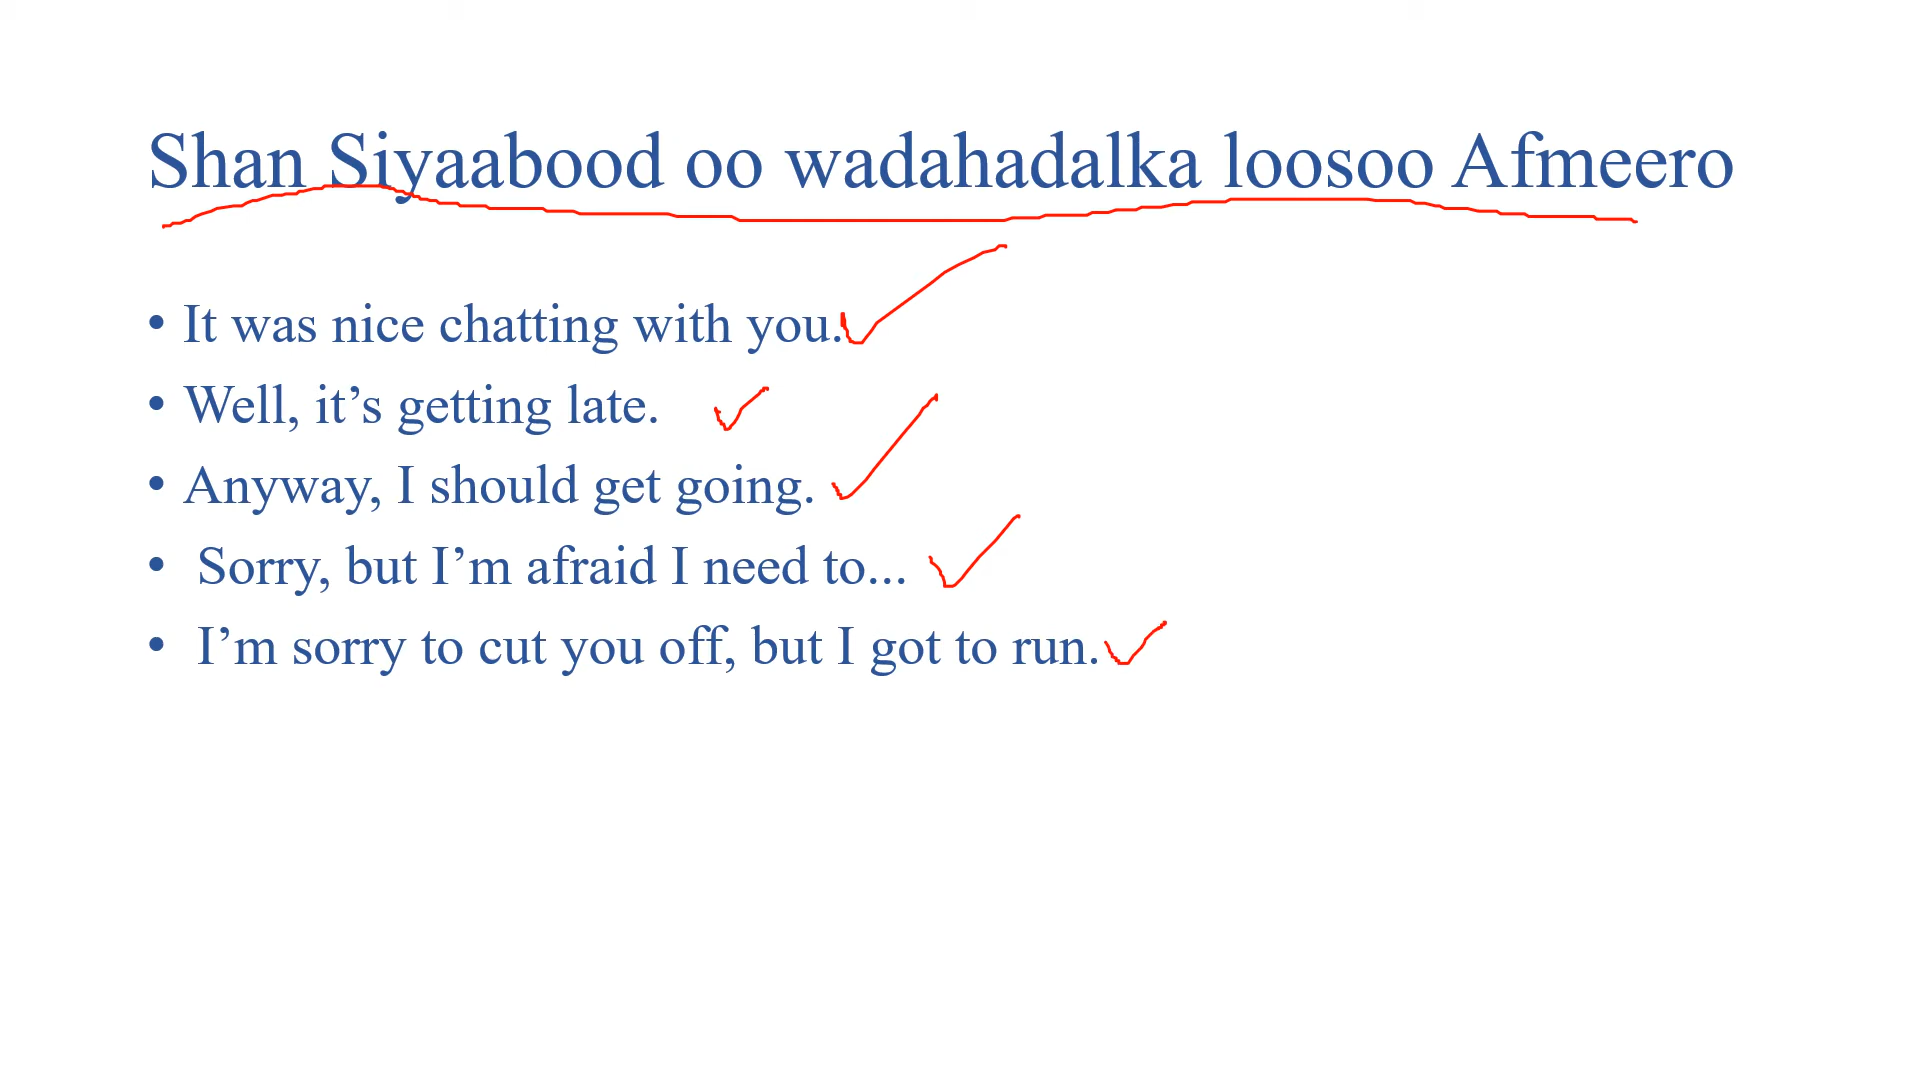 Shan Siyaabood oo wadahadalka loosoo Afmeero
• It was nice chatting with you.
• Well, it’s getting late.
• Anyway, I should get going.
• Sorry, but I’m afraid I need to...
• I’m sorry to cut you off, but I got to run.